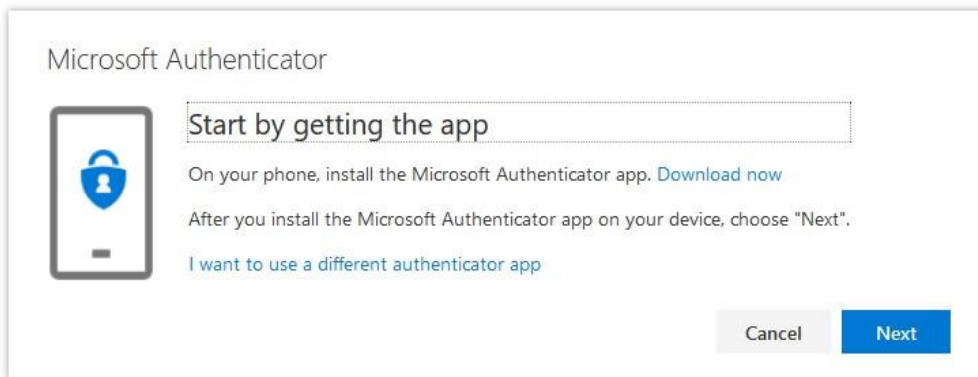 Microsoft Authenticator
Start by getting the app
On your phone, install the Microsoft Authenticator app. Download now
After you install the Microsoft Authenticator app on your device, choose "Next".
I want to use a different authenticator app
Cancel Next